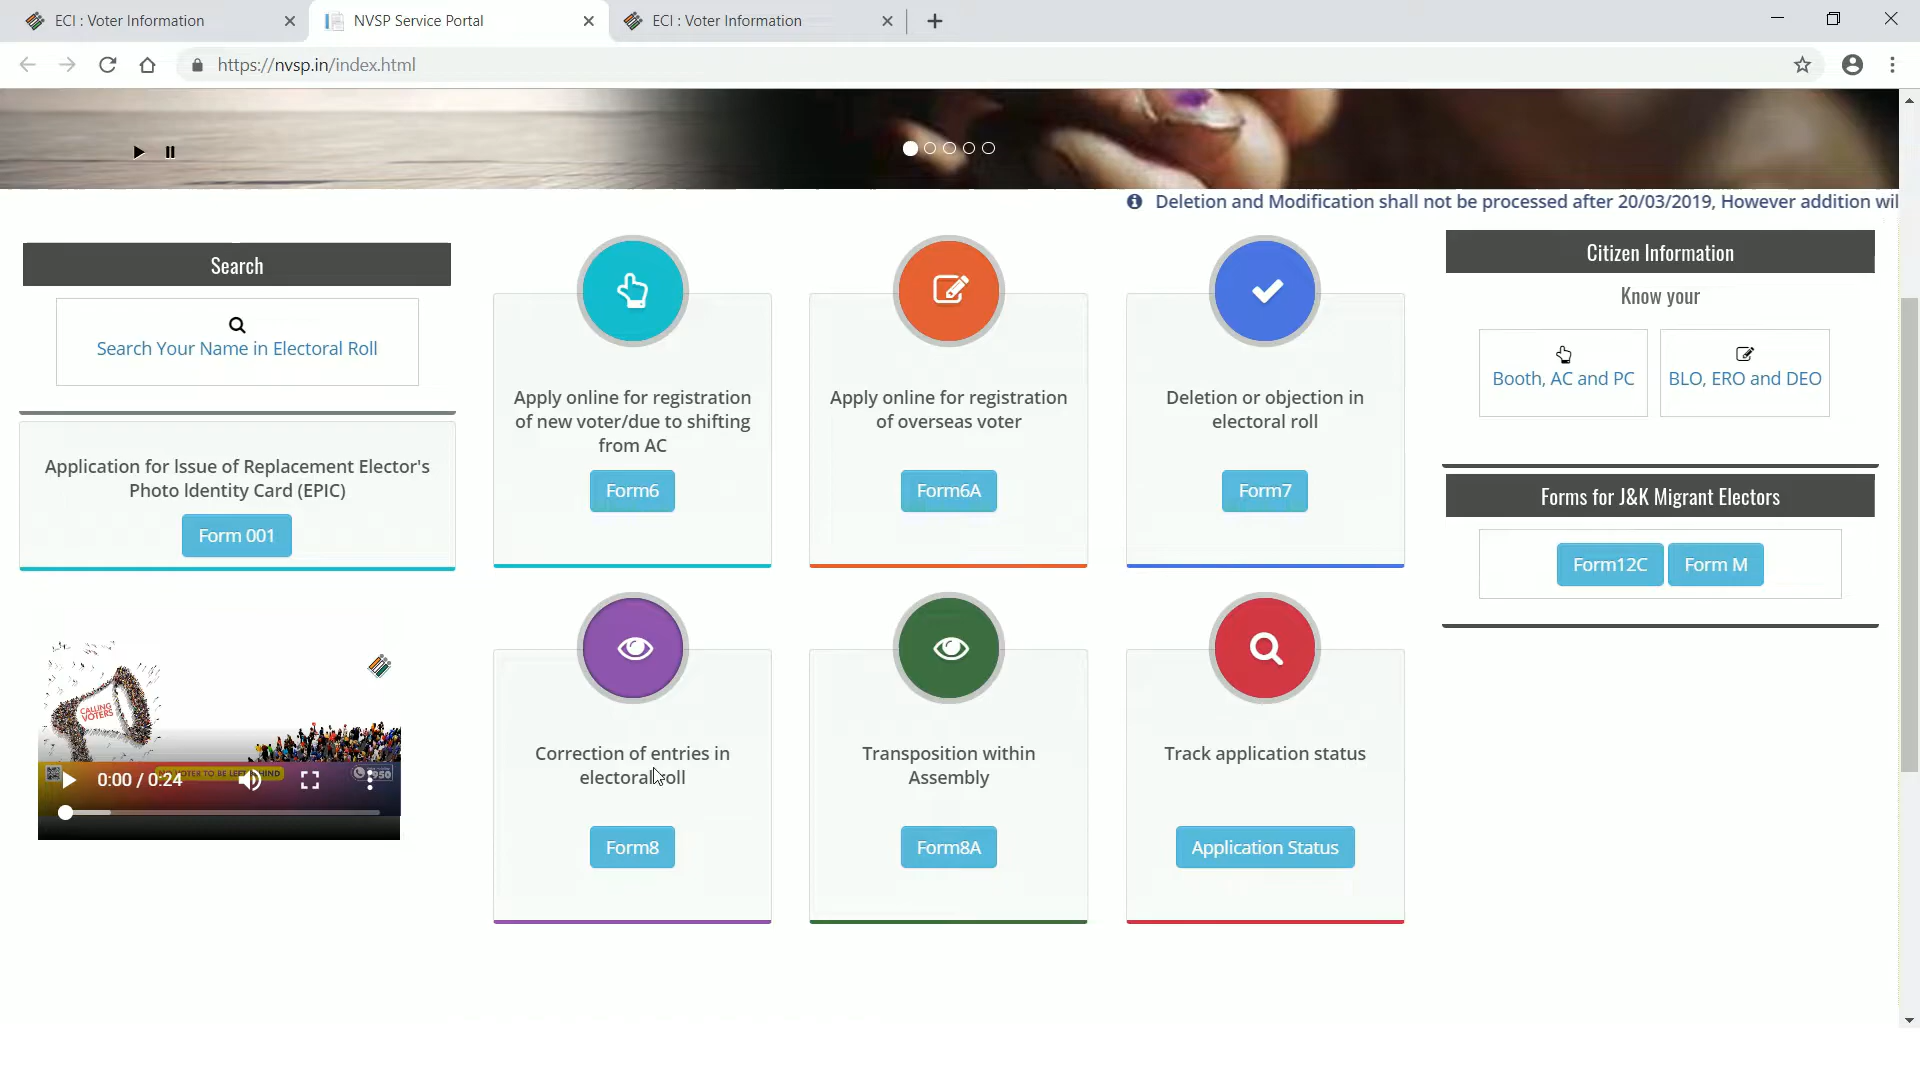 ECI : Voter Information
NVSP Service Portal
ECI : Voter Information
https://nvsp.in/index.html
Deletion and Modification shall not be processed after 20/03/2019, However addition wil
Search
Search Your Name in Electoral Roll
Application for Issue of Replacement Elector's
Photo Identity Card (EPIC)
Form 001
CALLING
VOTERS
0:00 / 0:24
Apply online for registration
of new voter/due to shifting
from AC
Form6
Apply online for registration
of overseas voter
Form6A
Deletion or objection in
electoral roll
Form7
Correction of entries in
electoral roll
Form8
Transposition within
Assembly
Form8A
Track application status
Application Status
Citizen Information
Know your
Booth, AC and PC
BLO, ERO and DEO
Forms for J&K Migrant Electors
Form12C
Form M